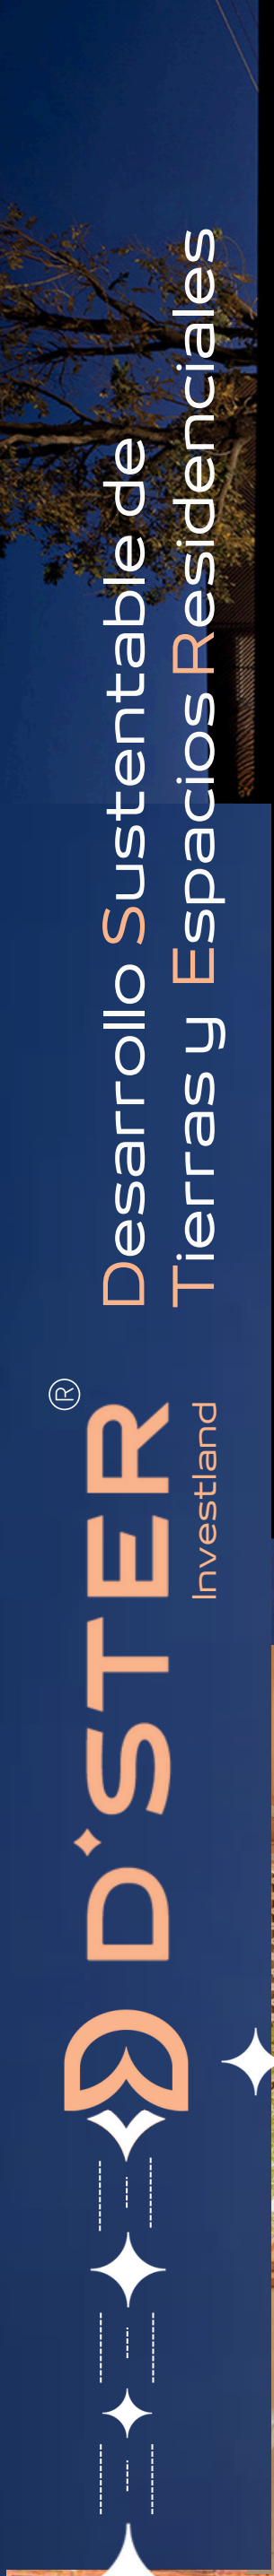 D'STER®
Investland
Desarrollo Sustentable de
Tierras y Espacios Residenciales